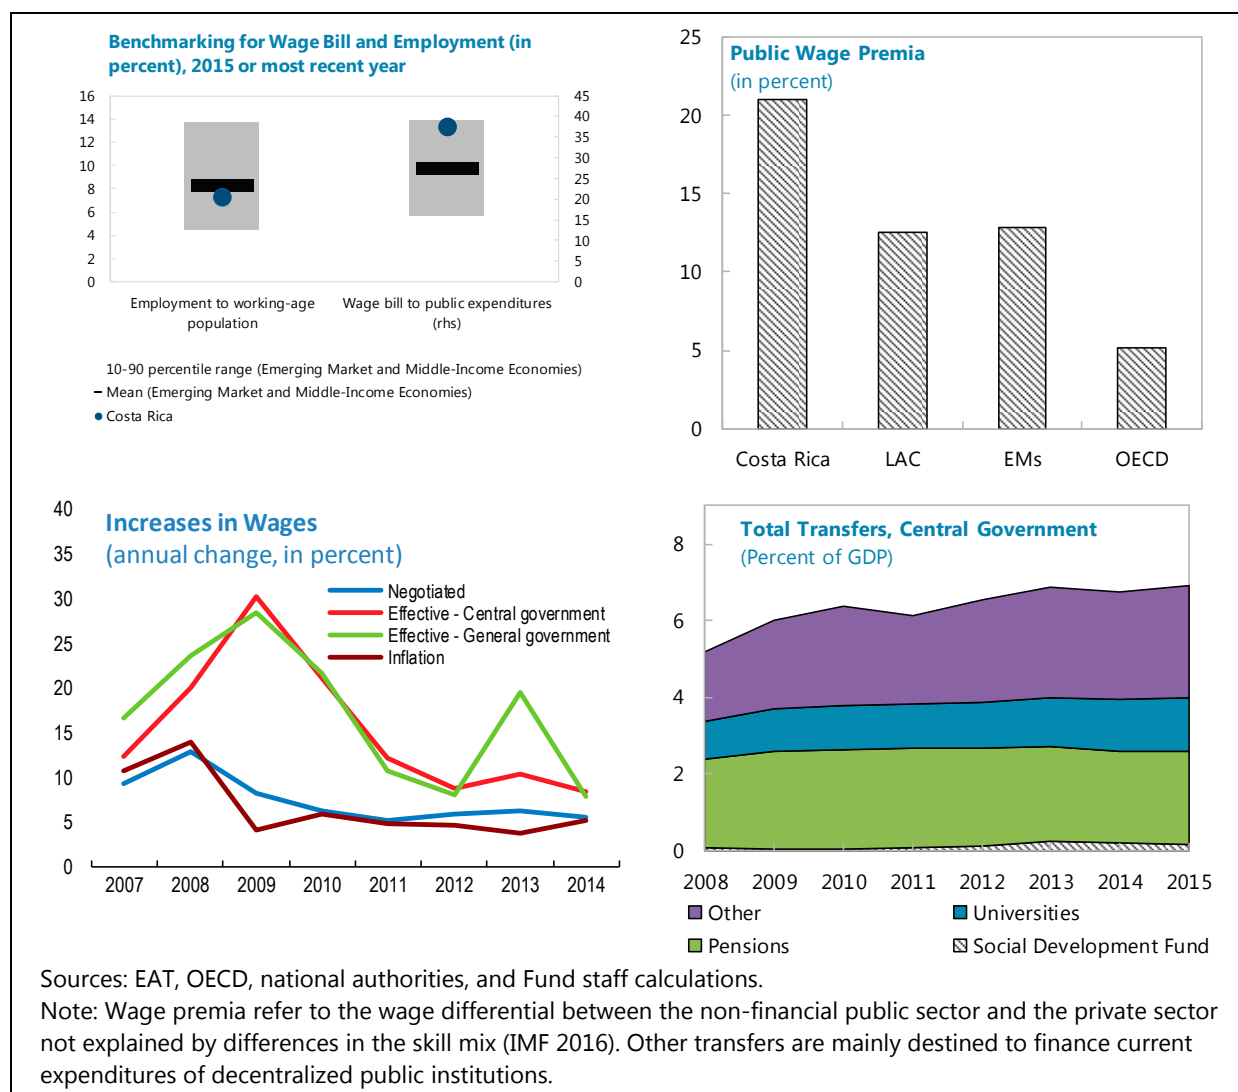 Benchmarking for Wage Bill and Employment (in
percent), 2015 or most recent year
16
14
12
10
8
6
4
2
0
45
40
35
30
25
20
15
10
5
0
Employment to working-age
population
Wage bill to public expenditures
(rhs)
10-90 percentile range (Emerging Market and Middle-Income Economies)
Mean (Emerging Market and Middle-Income Economies)
Costa Rica
Public Wage Premia
(in percent)
25
20
15
10
5
0
Costa Rica
LAC
EMs
OECD
Increases in Wages
(annual change, in percent)
40
35
30
25
20
15
10
5
0
Negotiated
Effective - Central government
Effective - General government
Inflation
2007
2008
2009
2010
2011
2012
2013
2014
Total Transfers, Central Government
(Percent of GDP)
8
6
4
2
0
2008
2009
2010
2011
2012
2013
2014
2015
Other
Universities
Pensions
Social Development Fund
Sources: EAT, OECD, national authorities, and Fund staff calculations.
Note: Wage premia refer to the wage differential between the non-financial public sector and the private sector
not explained by differences in the skill mix (IMF 2016). Other transfers are mainly destined to finance current
expenditures of decentralized public institutions.